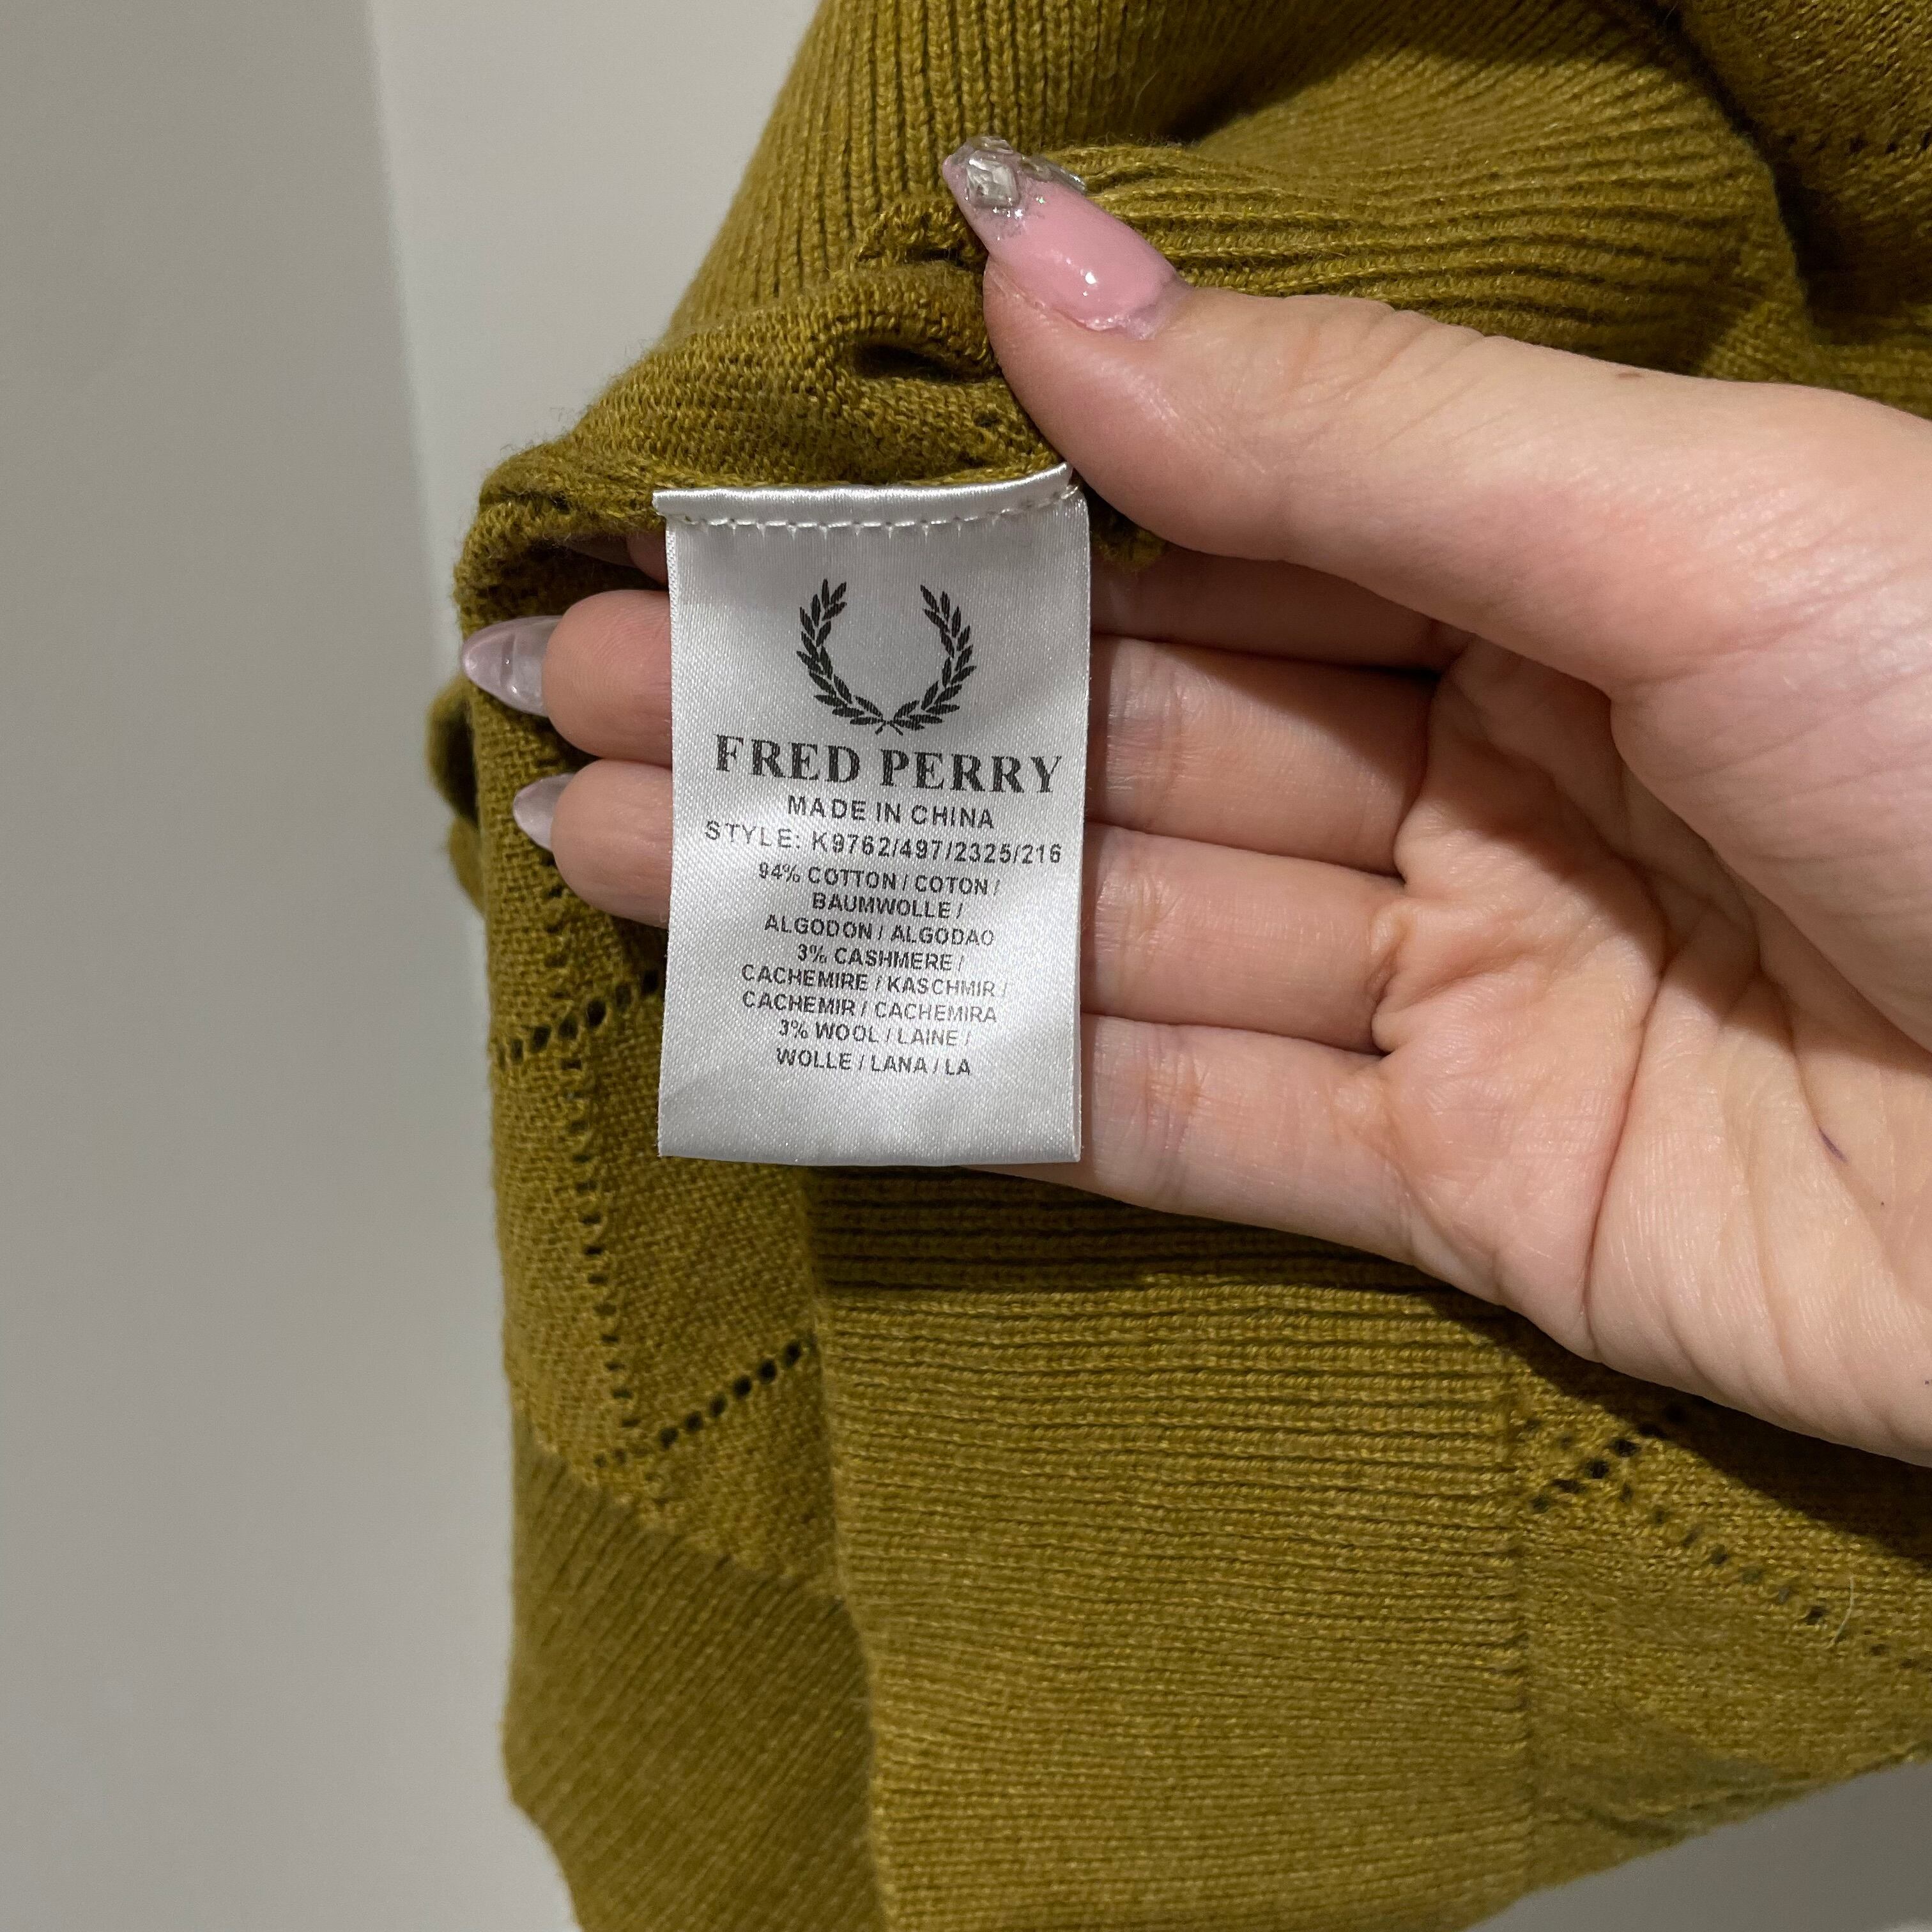 FRED PERRY
MADE IN CHINA
STYLE: K9762/497/2325/216
94% COTTON / COTON /
BAUMWOLLE /
ALGODON / ALGODAO
3% CASHMERE /
CACHEMIRE / KASCHMIR /
CACHEMIR / CACHEMIRA
3% WOOL / LAINE /
WOLLE / LANA / LA